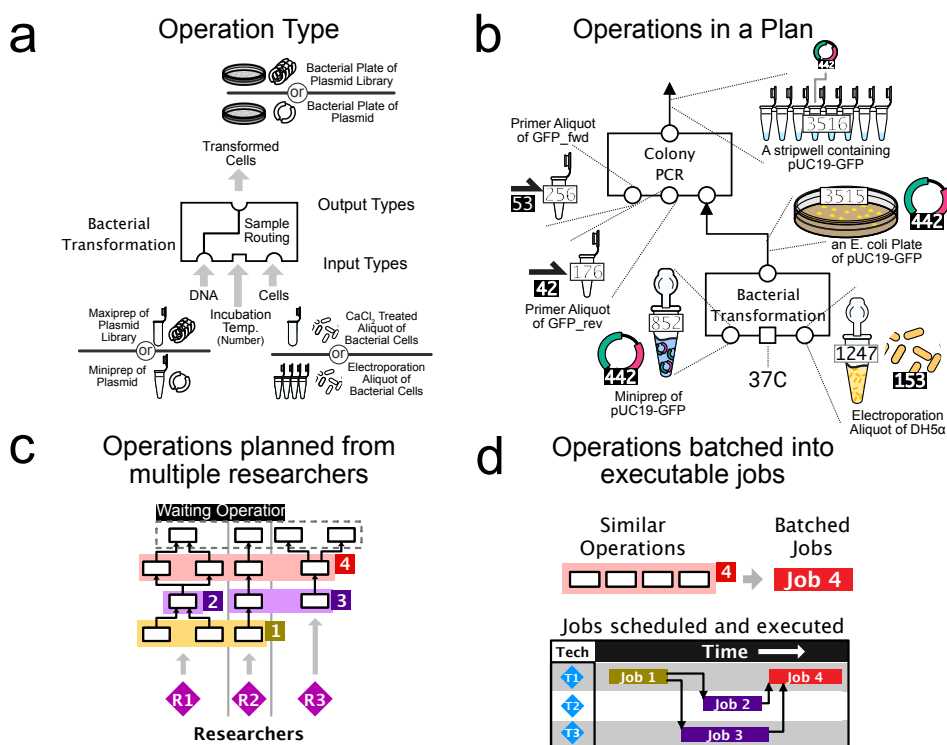 a
Operation Type
Bacterial Plate of
Plasmid Library
or
Bacterial Plate of
Plasmid
Transformed
Cells
Bacterial
Transformation
Sample
Routing
Output Types
Input Types
DNA
Incubation
Temp.
(Number)
Cells
Maxiprep of
Plasmid
Library
or
Miniprep of
Plasmid
CaCl₂ Treated
Aliquot of
Bacterial Cells
or
Electroporation
Aliquot of
Bacterial Cells
b
Operations in a Plan
442
3516
A stripwell containing
pUC19-GFP
Primer Aliquot
of GFP_fwd
Colony
PCR
256
53
176
42
Primer Aliquot
of GFP_rev
3515
442
an E. coli Plate
of pUC19-GFP
Bacterial
Transformation
852
442
Miniprep of
pUC19-GFP
37C
1247
153
Electroporation
Aliquot of DH5α
c
Operations planned from
multiple researchers
Waiting Operation
4
2
3
1
R1
R2
R3
Researchers
d
Operations batched into
executable jobs
Similar
Operations
Batched
Jobs
4
Job 4
Jobs scheduled and executed
Tech
Time
T1
Job 1
Job 4
T2
Job 2
T3
Job 3